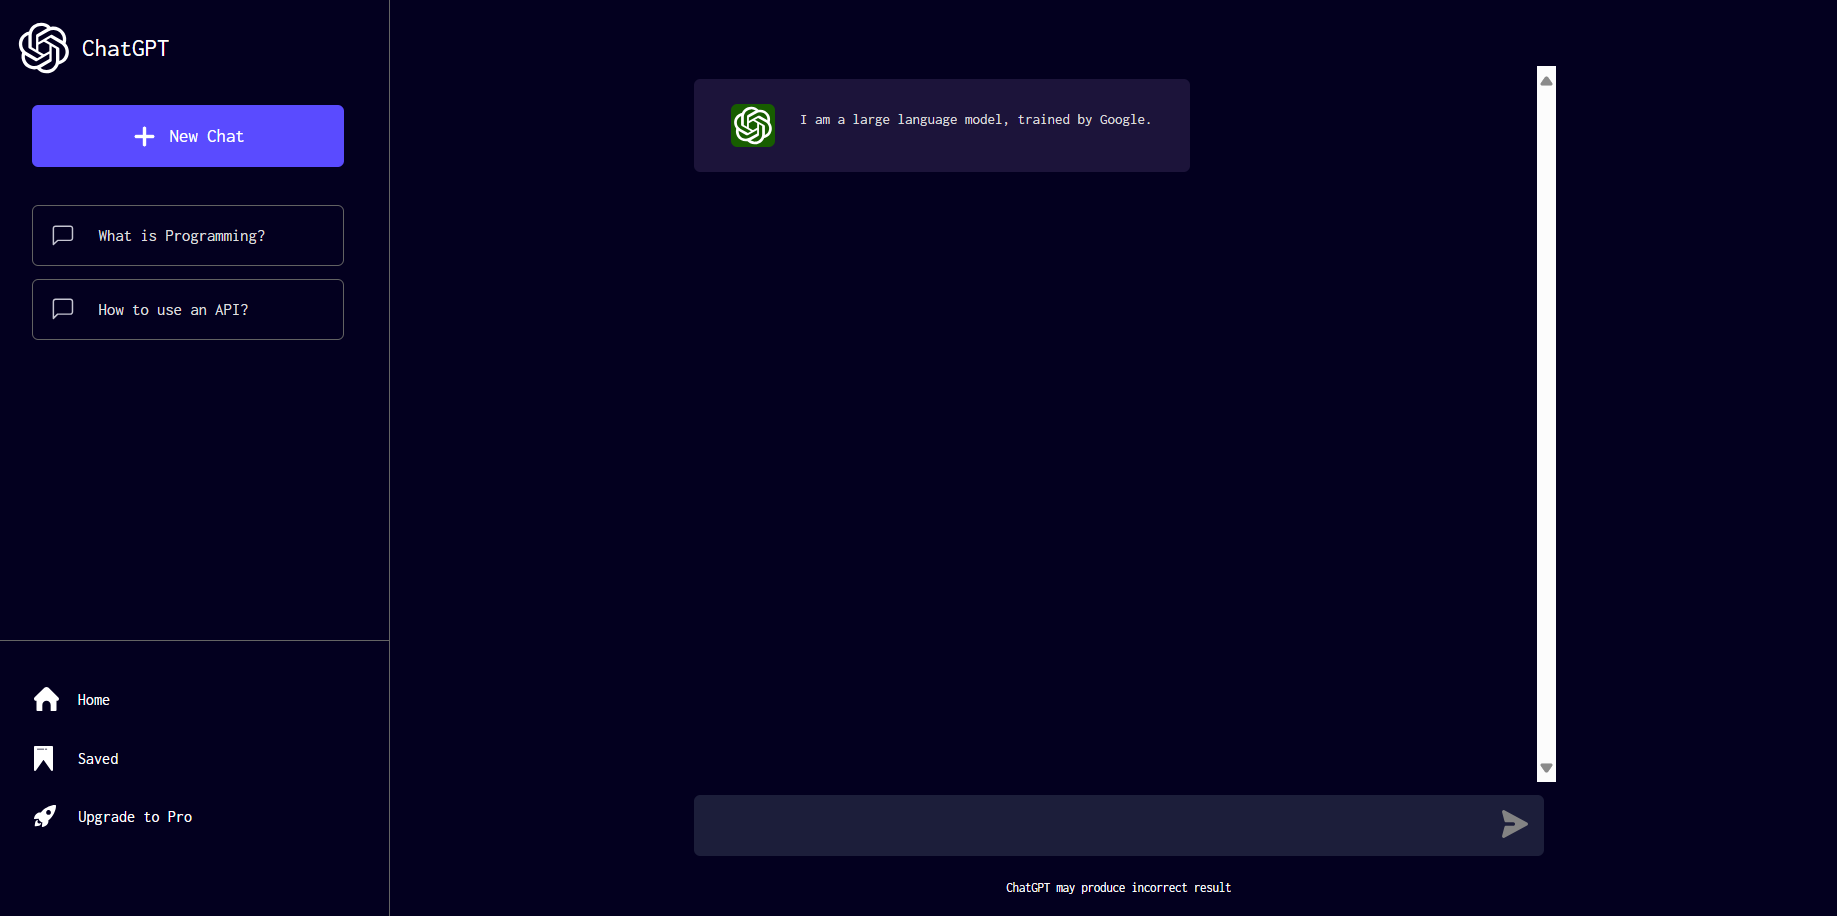 ChatGPT
New Chat
What is Programming?
How to use an API?
Home
Saved
Upgrade to Pro
I am a large language model, trained by Google.
ChatGPT may produce incorrect result